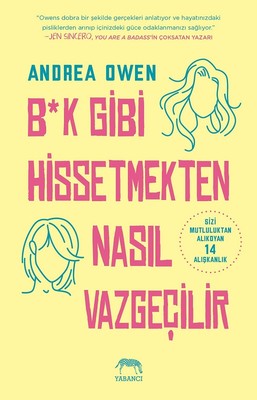 "Owens dobra bir şekilde gerçekleri anlatıyor ve hayatınızdaki
pisliklerden arınıp içinizdeki güce odaklanmanızı sağlıyor."
-JEN SINCERO, YOU ARE A BADASS'İN ÇOKSATAN YAZARI
ANDREA OWEN
B*K GİBİ
HİSSETMEKTEN
NASIL
VAZGEÇİLİR
SİZİ
MUTLULUKTAN
ALIKOYAN
14
ALIŞKANLIK
YABANCI